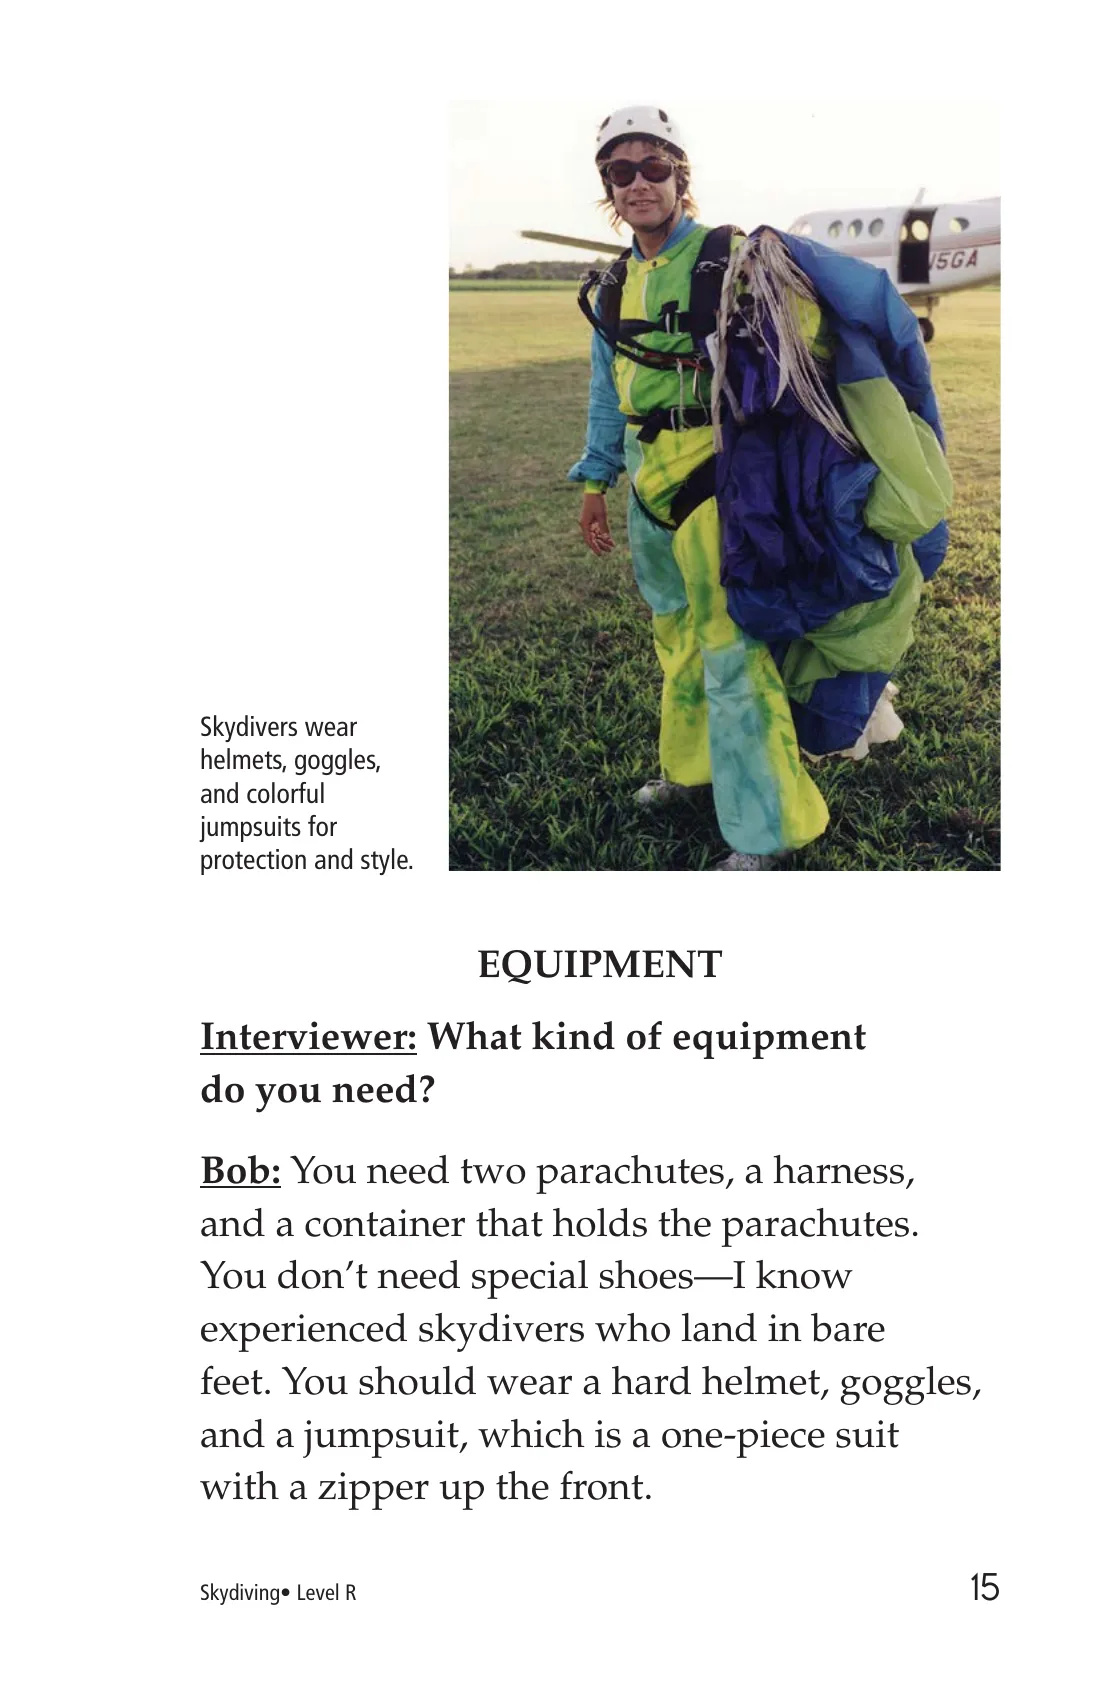 N5GA
Skydivers wear
helmets, goggles,
and colorful
jumpsuits for
protection and style.
EQUIPMENT
Interviewer: What kind of equipment
do you need?
Bob: You need two parachutes, a harness,
and a container that holds the parachutes.
You don’t need special shoes—I know
experienced skydivers who land in bare
feet. You should wear a hard helmet, goggles,
and a jumpsuit, which is a one-piece suit
with a zipper up the front.
Skydiving• Level R
15